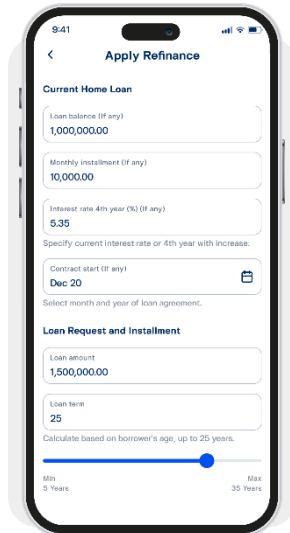 9:41
Apply Refinance
Current Home Loan
Loan balance (If any)
1,000,000.00
Monthly installment (If any)
10,000.00
Interest rate 4th year (%) (If any)
5.35
Specify current interest rate or 4th year with increase.
Contract start (If any)
Dec 20
Select month and year of loan agreement.
Loan Request and Installment
Loan amount
1,500,000.00
Loan term
25
Calculate based on borrower's age, up to 25 years.
Min Max
5 Years 35 Years